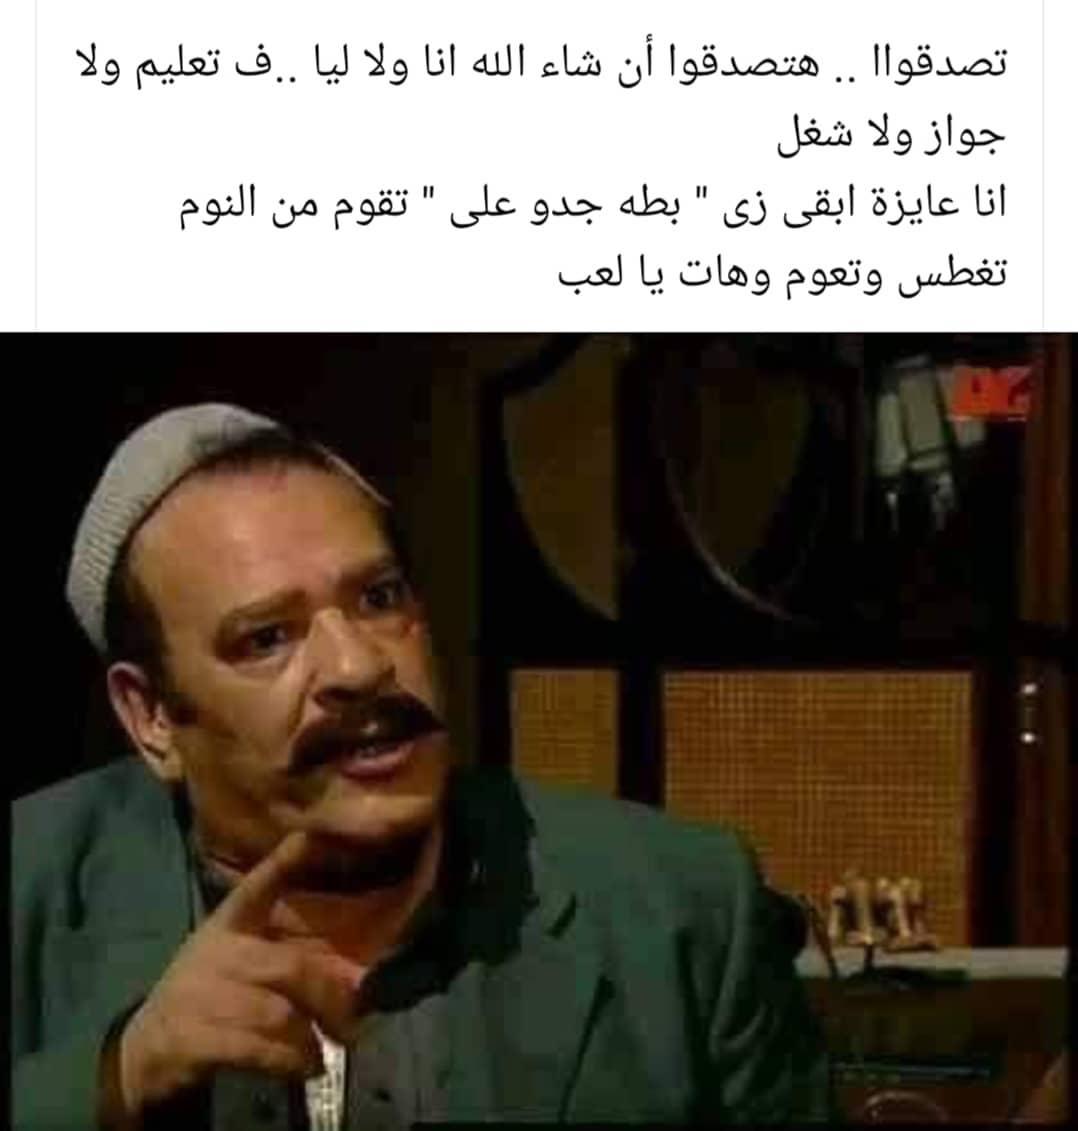 تصدقواا .. هتصدقوا أن شاء الله انا ولا ليا ..ف تعليم ولا
جواز ولا شغل
انا عايزة ابقى زى " بطه جدو على " تقوم من النوم
تغطس وتعوم وهات يا لعب